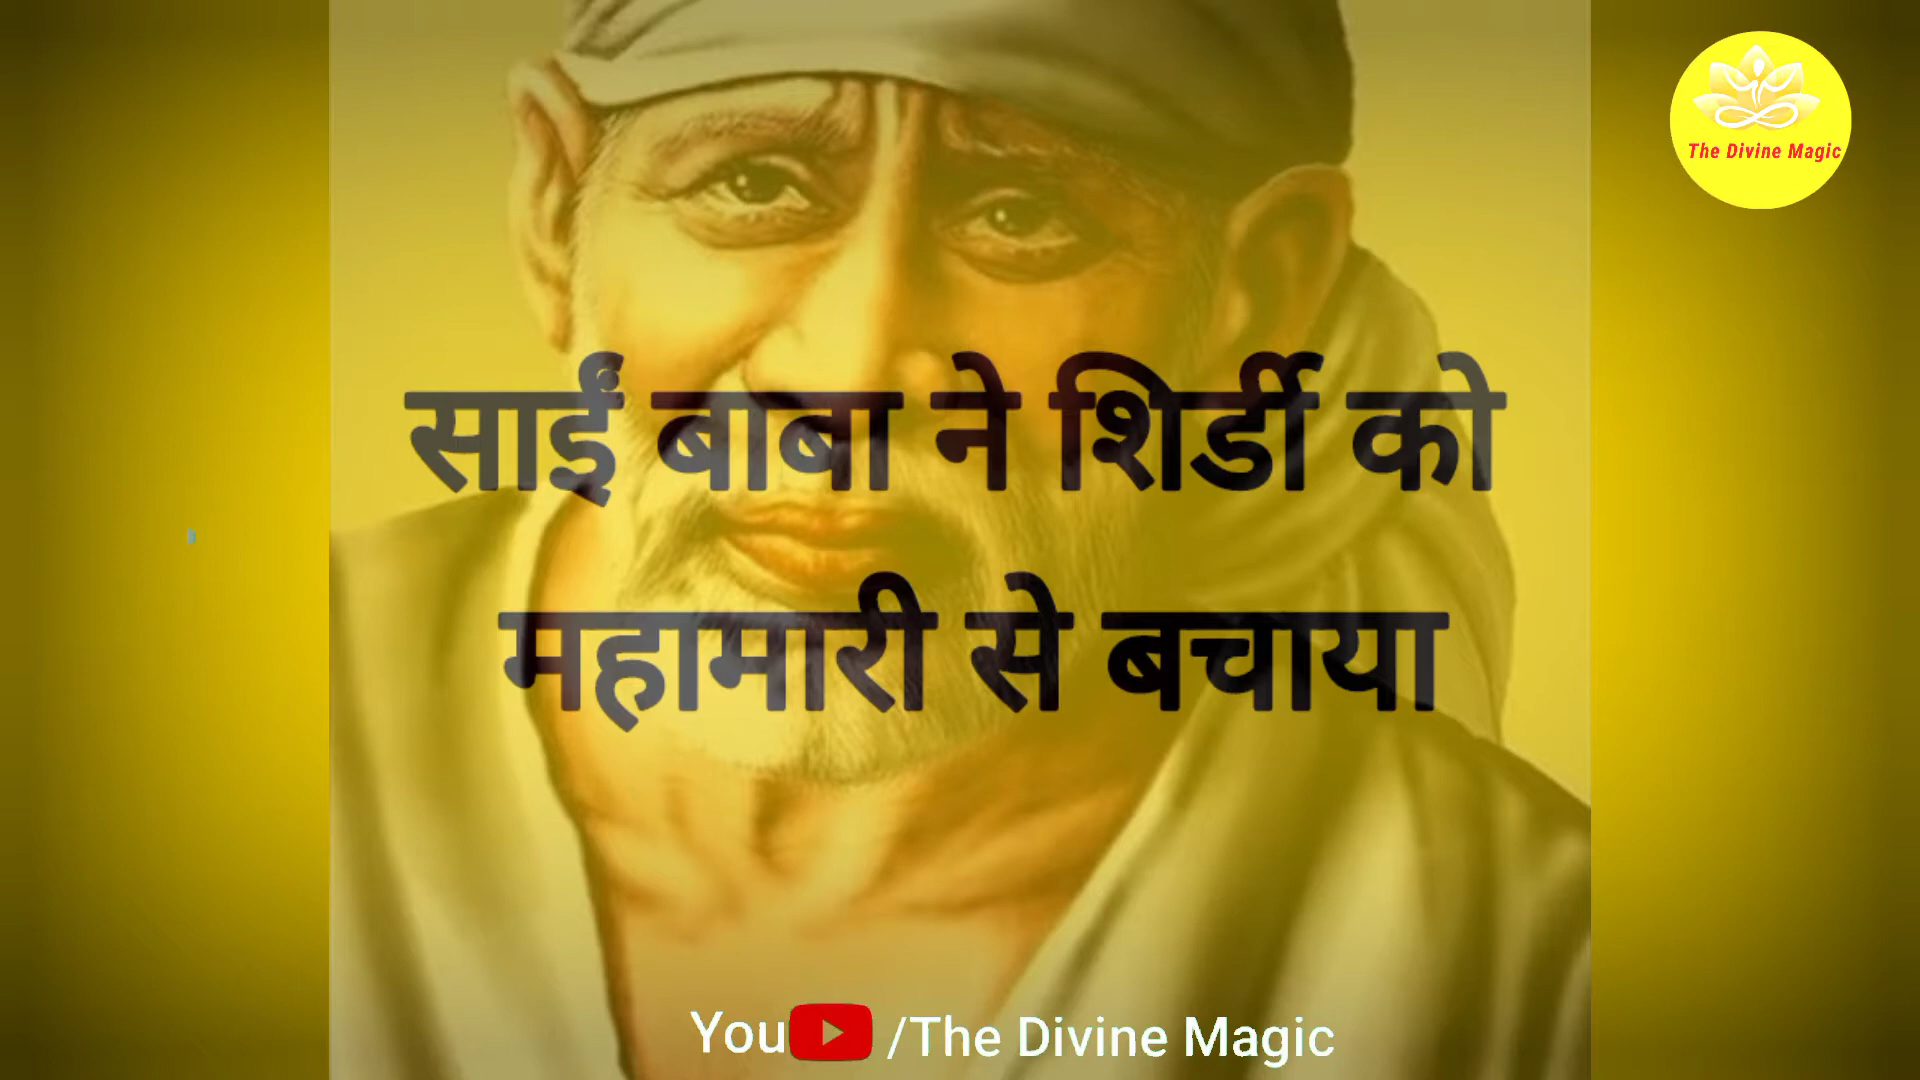 The Divine Magic
साईं बाबा ने शिर्डी को
महामारी से बचाया
You /The Divine Magic